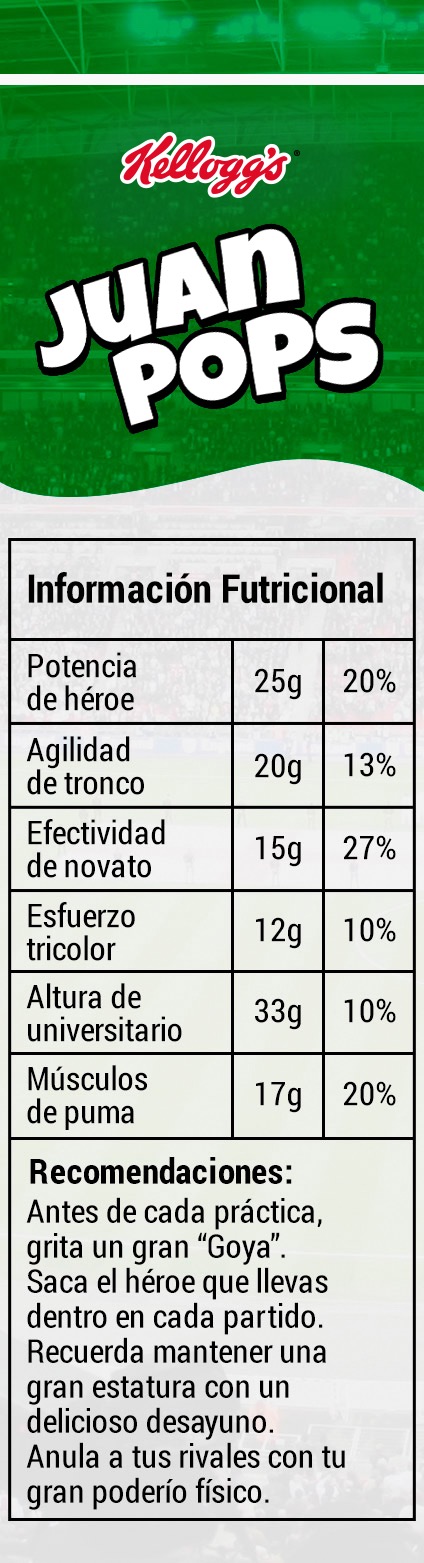 Kellogg's®
JUAN
POPS
Información Futricional
Potencia
de héroe
25g
20%
Agilidad
de tronco
20g
13%
Efectividad
de novato
15g
27%
Esfuerzo
tricolor
12g
10%
Altura de
universitario
33g
10%
Músculos
de puma
17g
20%
Recomendaciones:
Antes de cada práctica,
grita un gran “Goya”.
Saca el héroe que llevas
dentro en cada partido.
Recuerda mantener una
gran estatura con un
delicioso desayuno.
Anula a tus rivales con tu
gran poderío físico.